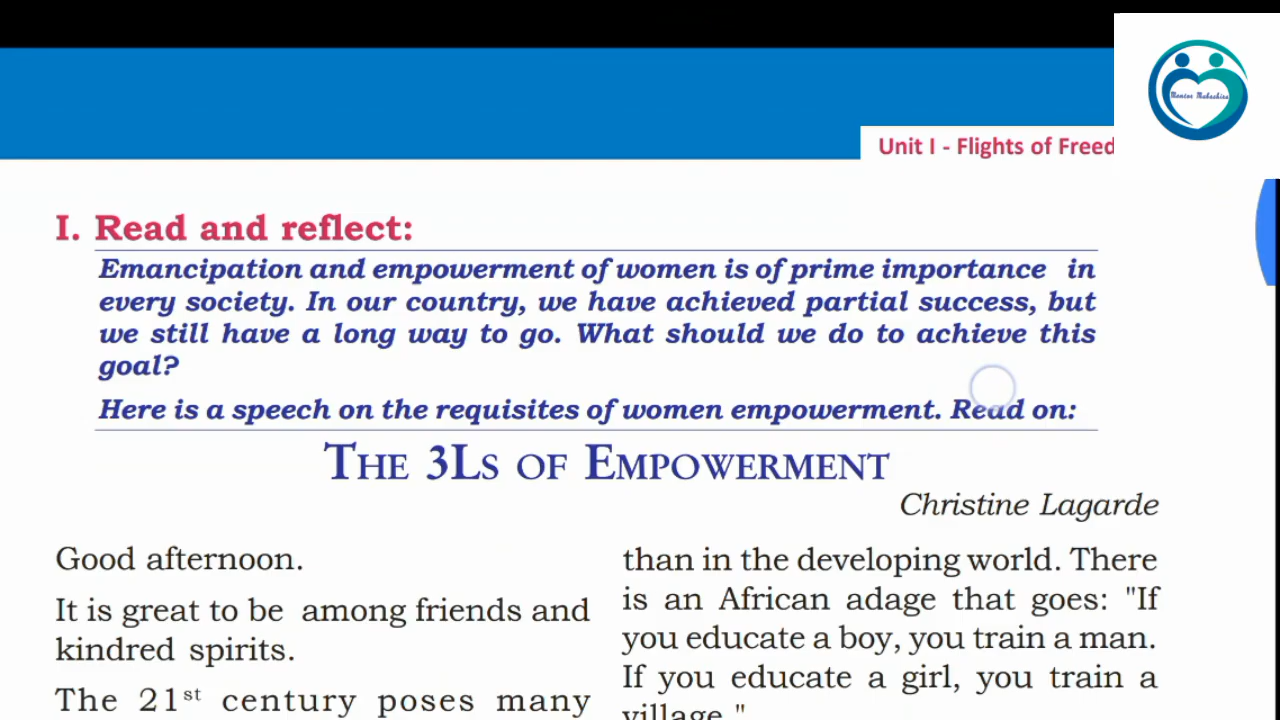 Mentor Mubashira
Unit I - Flights of Freed
I. Read and reflect:
Emancipation and empowerment of women is of prime importance in
every society. In our country, we have achieved partial success, but
we still have a long way to go. What should we do to achieve this
goal?
Here is a speech on the requisites of women empowerment. Read on:
THE 3LS OF EMPOWERMENT
Christine Lagarde
Good afternoon.
It is great to be among friends and
kindred spirits.
The 21st century poses many
than in the developing world. There
is an African adage that goes: "If
you educate a boy, you train a man.
If you educate a girl, you train a
village."